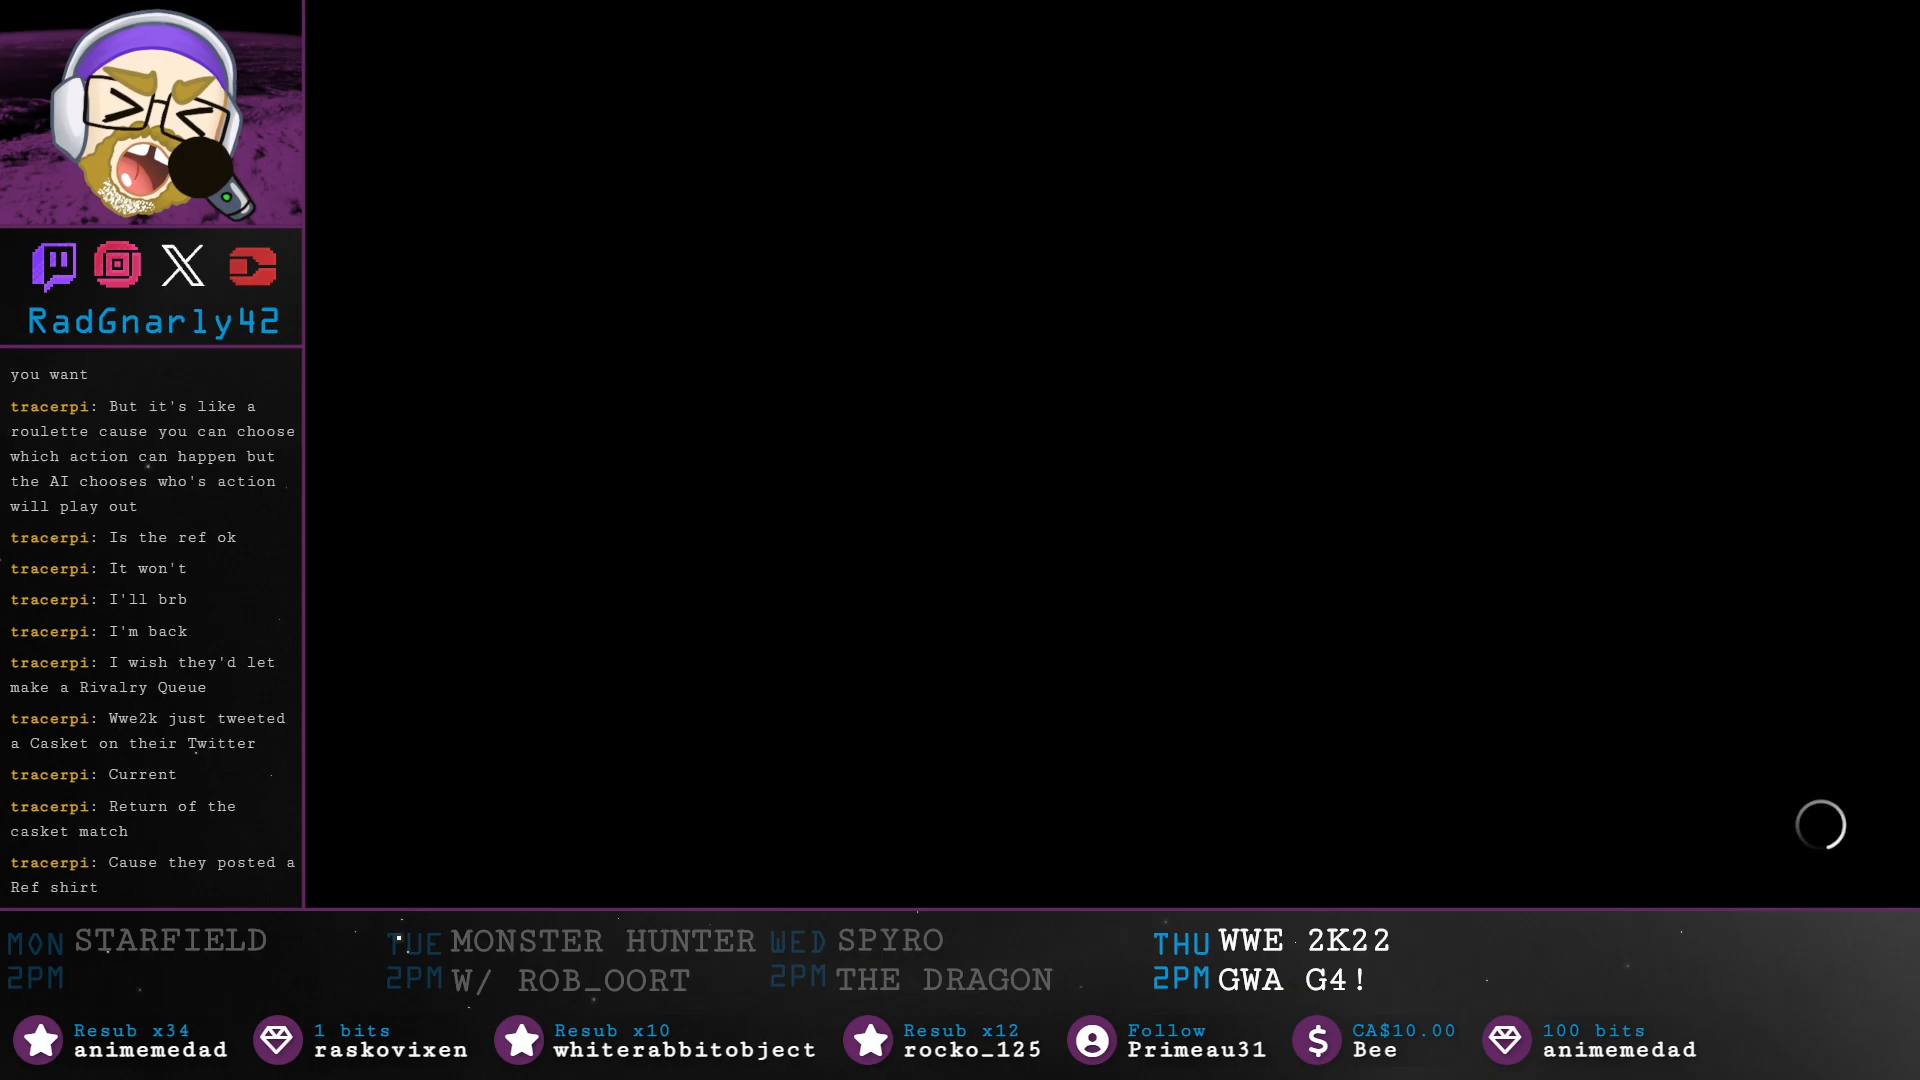 RadGnarly42
you want
tracerpi: But it's like a
roulette cause you can choose
which action can happen but
the AI chooses who's action
will play out
tracerpi: Is the ref ok
tracerpi: It won't
tracerpi: I'll brb
tracerpi: I'm back
tracerpi: I wish they'd let
make a Rivalry Queue
tracerpi: Wwe2k just tweeted
a Casket on their Twitter
tracerpi: Current
tracerpi: Return of the
casket match
tracerpi: Cause they posted a
Ref shirt
MON STARFIELD
2PM
TUE MONSTER HUNTER
2PM W/ ROB_OORT
WED SPYRO
2PM THE DRAGON
THU WWE 2K22
2PM GWA G4!
Resub x34
animemedad
1 bits
raskovixen
Resub x10
whiterabbitobject
Resub x12
rocko_125
Follow
Primeau31
CA$10.00
Bee
100 bits
animemedad